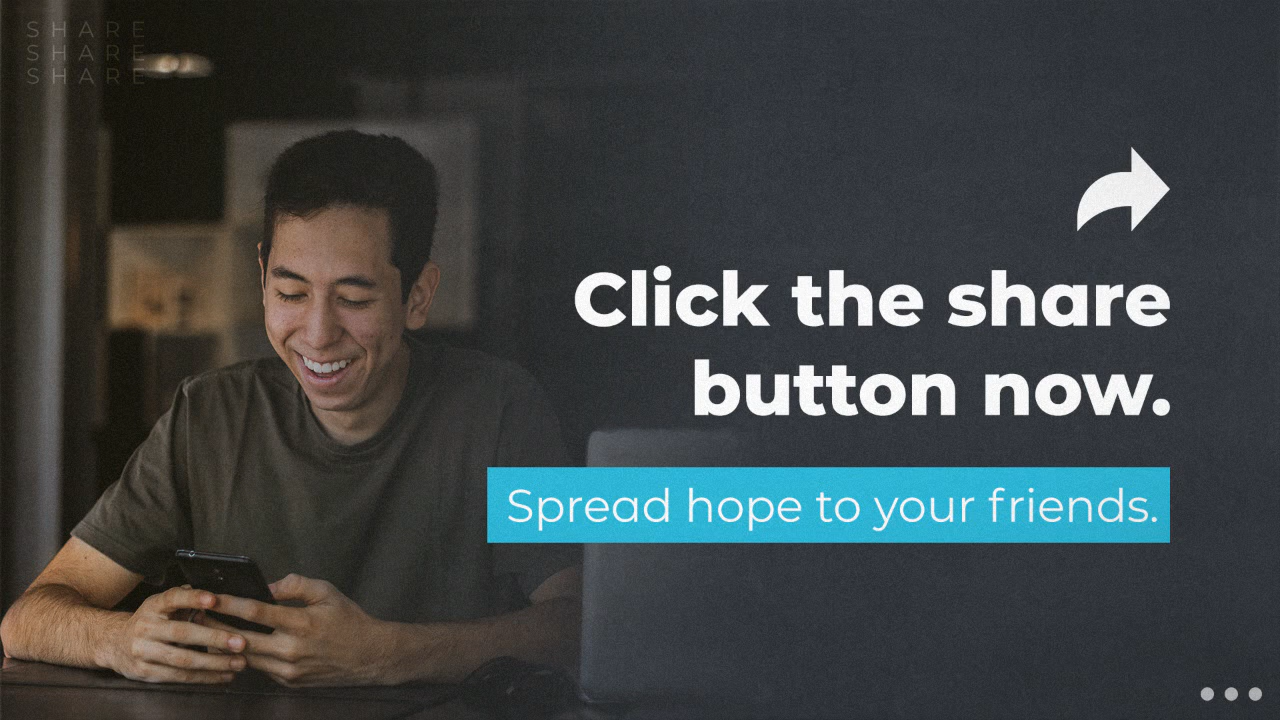 SHARE
SHARE
SHARE
Click the share
button now.
Spread hope to your friends.